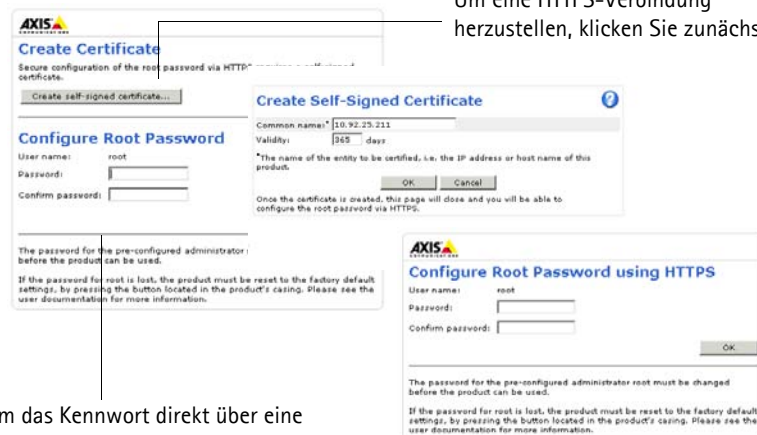 Um eine HTTPS-Verbindung
herzustellen, klicken Sie zunächs
AXIS
COMMUNICATIONS
Create Certificate
Secure configuration of the root password via HTTPS requires a self-signed
certificate.
Create self-signed certificate...
Configure Root Password
User name: root
Password:
Confirm password:
The password for the pre-configured administrator
before the product can be used.
If the password for root is lost, the product must be reset to the factory default
settings, by pressing the button located in the product's casing. Please see the
user documentation for more information.
Create Self-Signed Certificate
?
Common name:* 10.92.25.211
Validity: 365 days
*The name of the entity to be certified, i.e. the IP address or host name of this
product.
OK Cancel
Once the certificate is created, this page will close and you will be able to
configure the root password via HTTPS.
AXIS
COMMUNICATIONS
Configure Root Password using HTTPS
User name: root
Password:
Confirm password:
OK
The password for the pre-configured administrator root must be changed
before the product can be used.
If the password for root is lost, the product must be reset to the factory default
settings, by pressing the button located in the product's casing. Please see the
user documentation for more information.
m das Kennwort direkt über eine